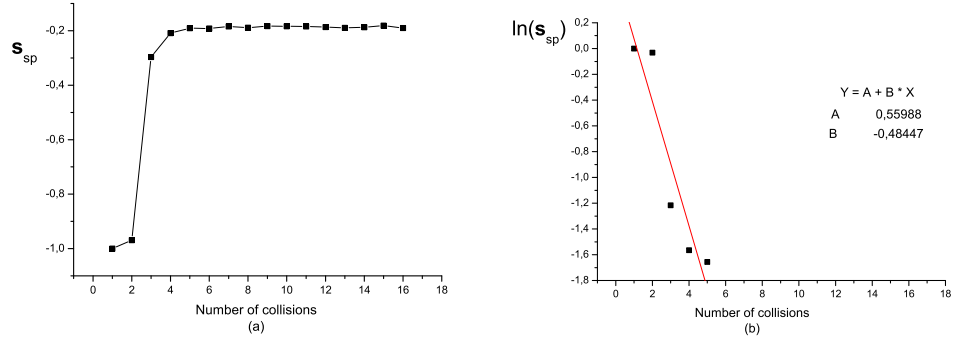 s_sp
-0,2
-0,4
-0,6
-0,8
-1,0
0 2 4 6 8 10 12 14 16 18
Number of collisions
(a)
ln(s_sp)
0,2
0,0
-0,2
-0,4
-0,6
-0,8
-1,0
-1,2
-1,4
-1,6
-1,8
Y = A + B * X
A 0,55988
B -0,48447
0 2 4 6 8 10 12 14 16 18
Number of collisions
(b)